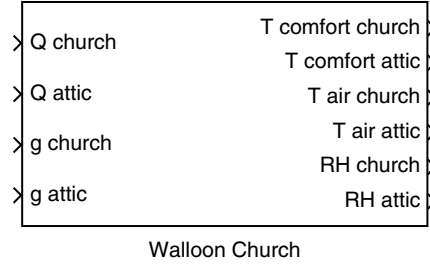 Q church
Q attic
g church
g attic
T comfort church
T comfort attic
T air church
T air attic
RH church
RH attic
Walloon Church